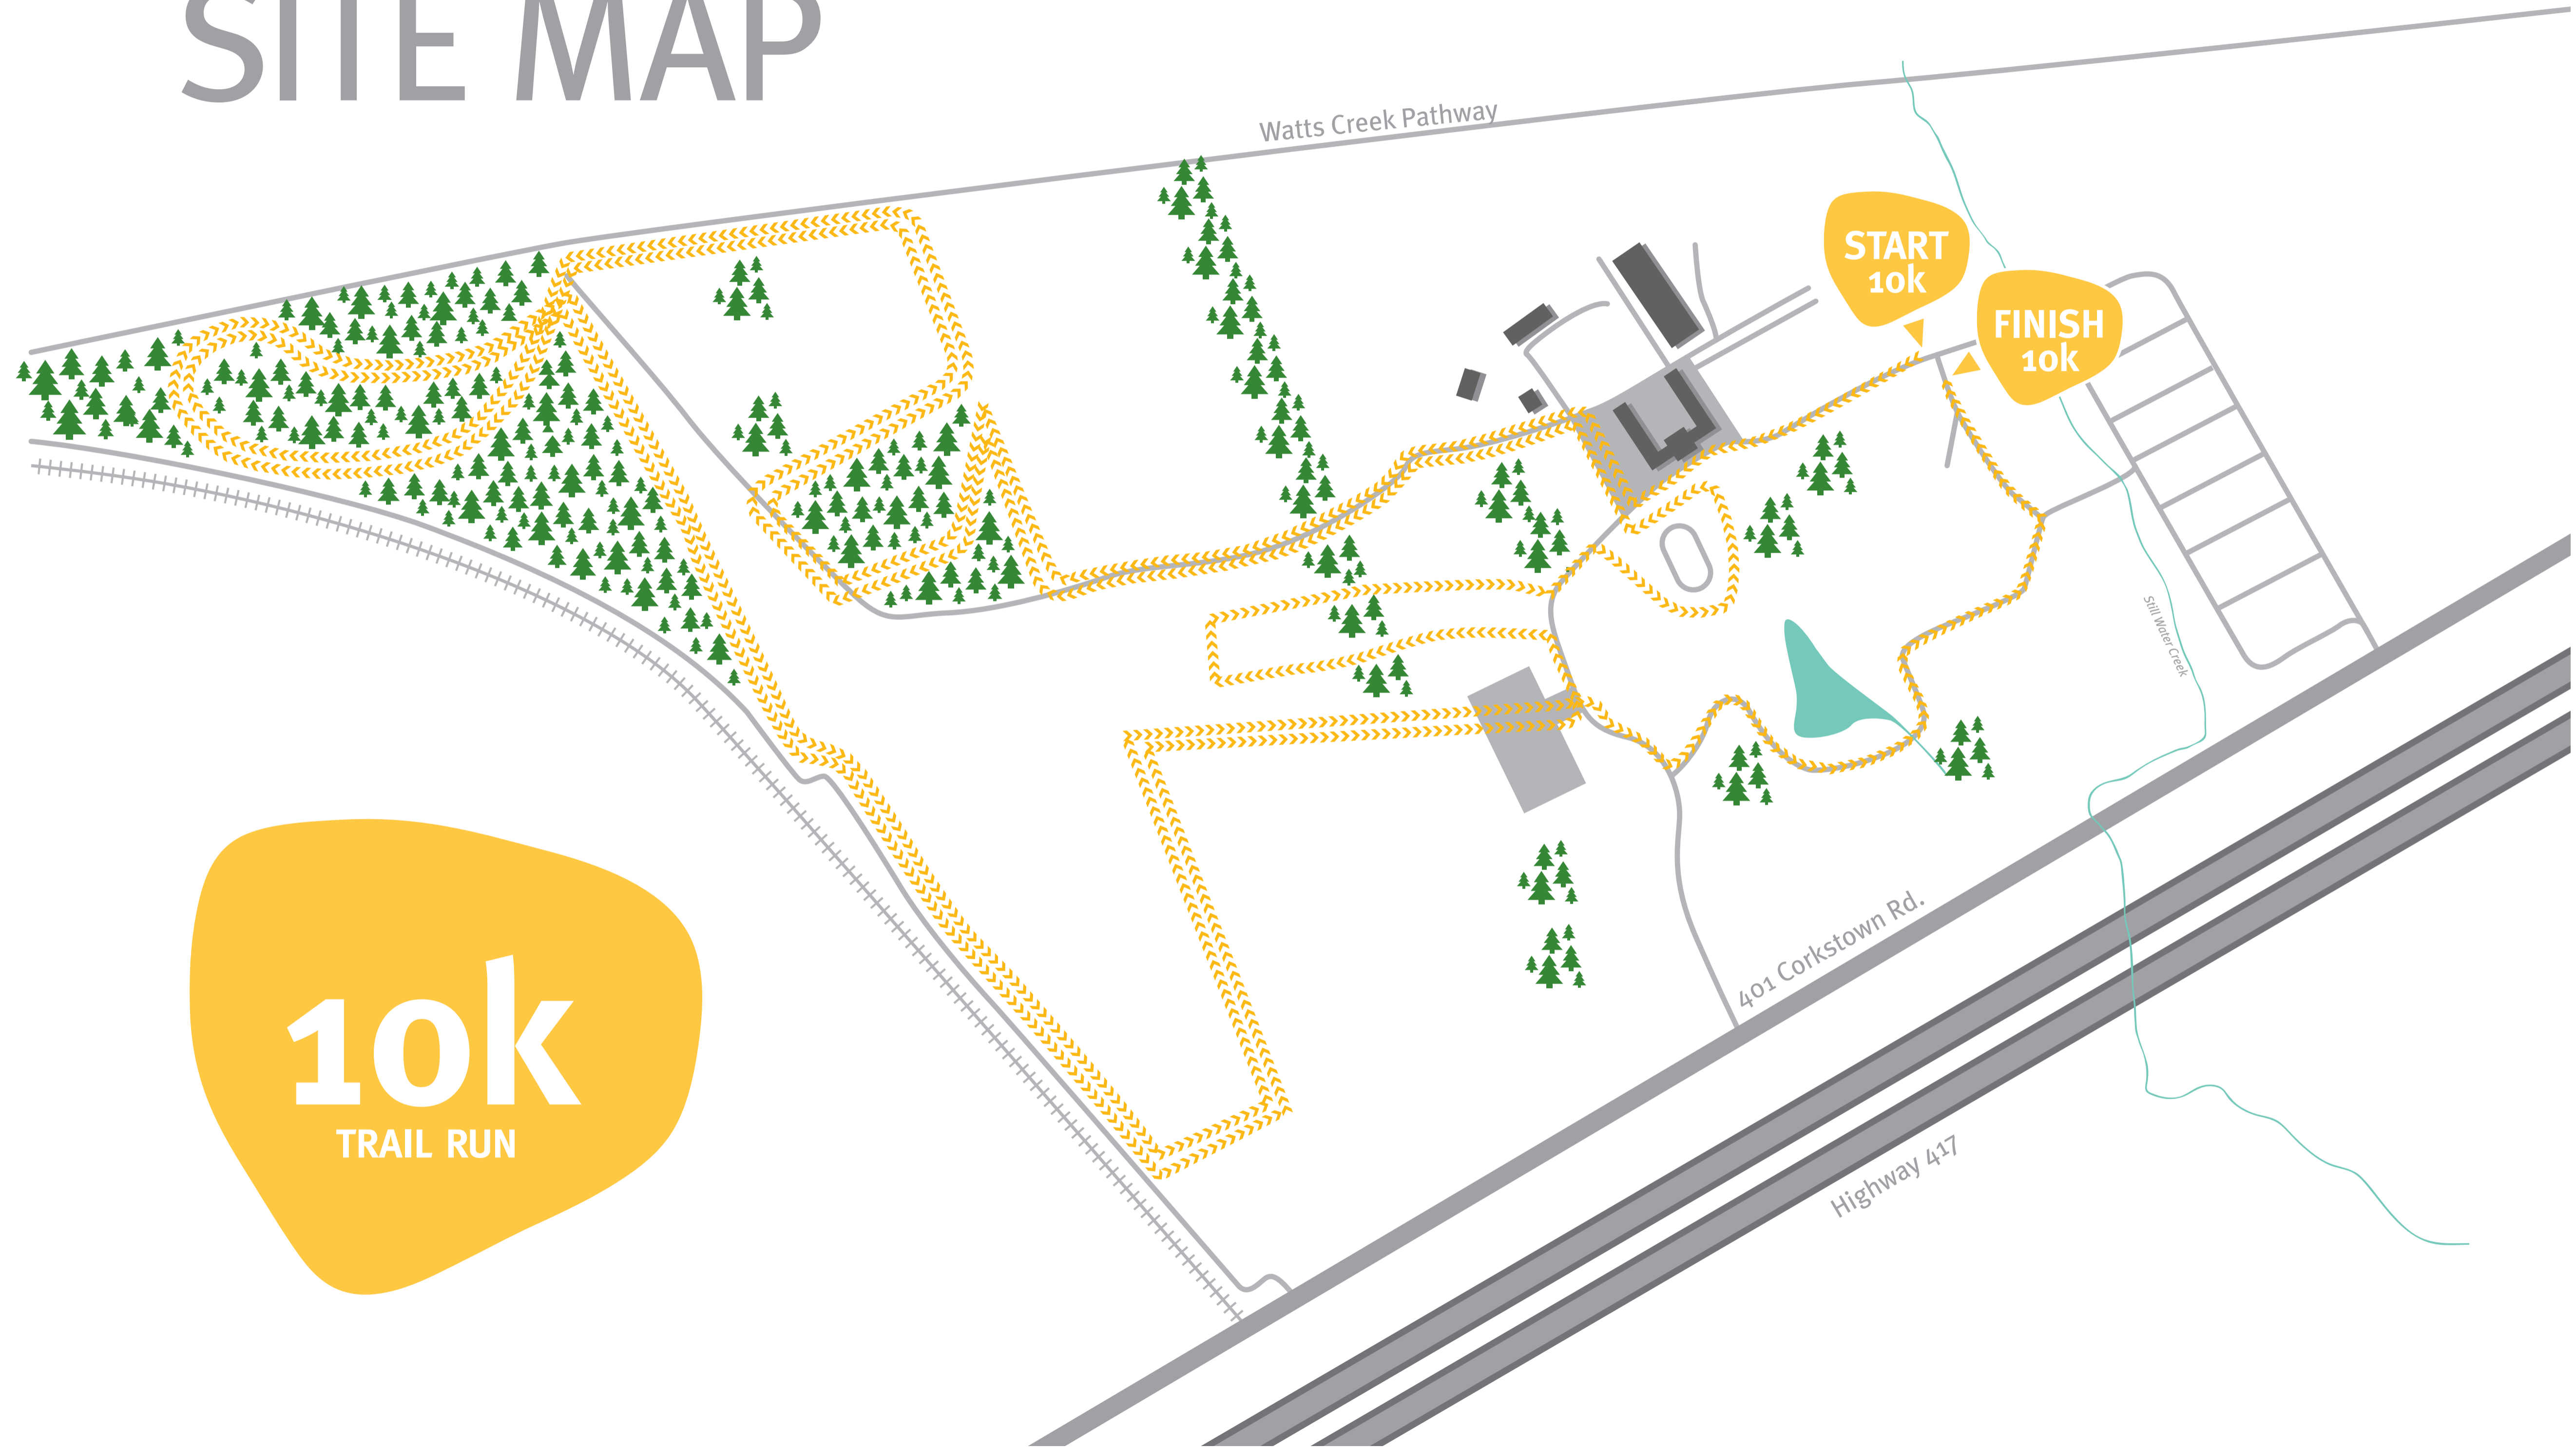 SITE MAP
Watts Creek Pathway
START
10k
FINISH
10k
Still Water Creek
10k
TRAIL RUN
401 Corkstown Rd.
Highway 417